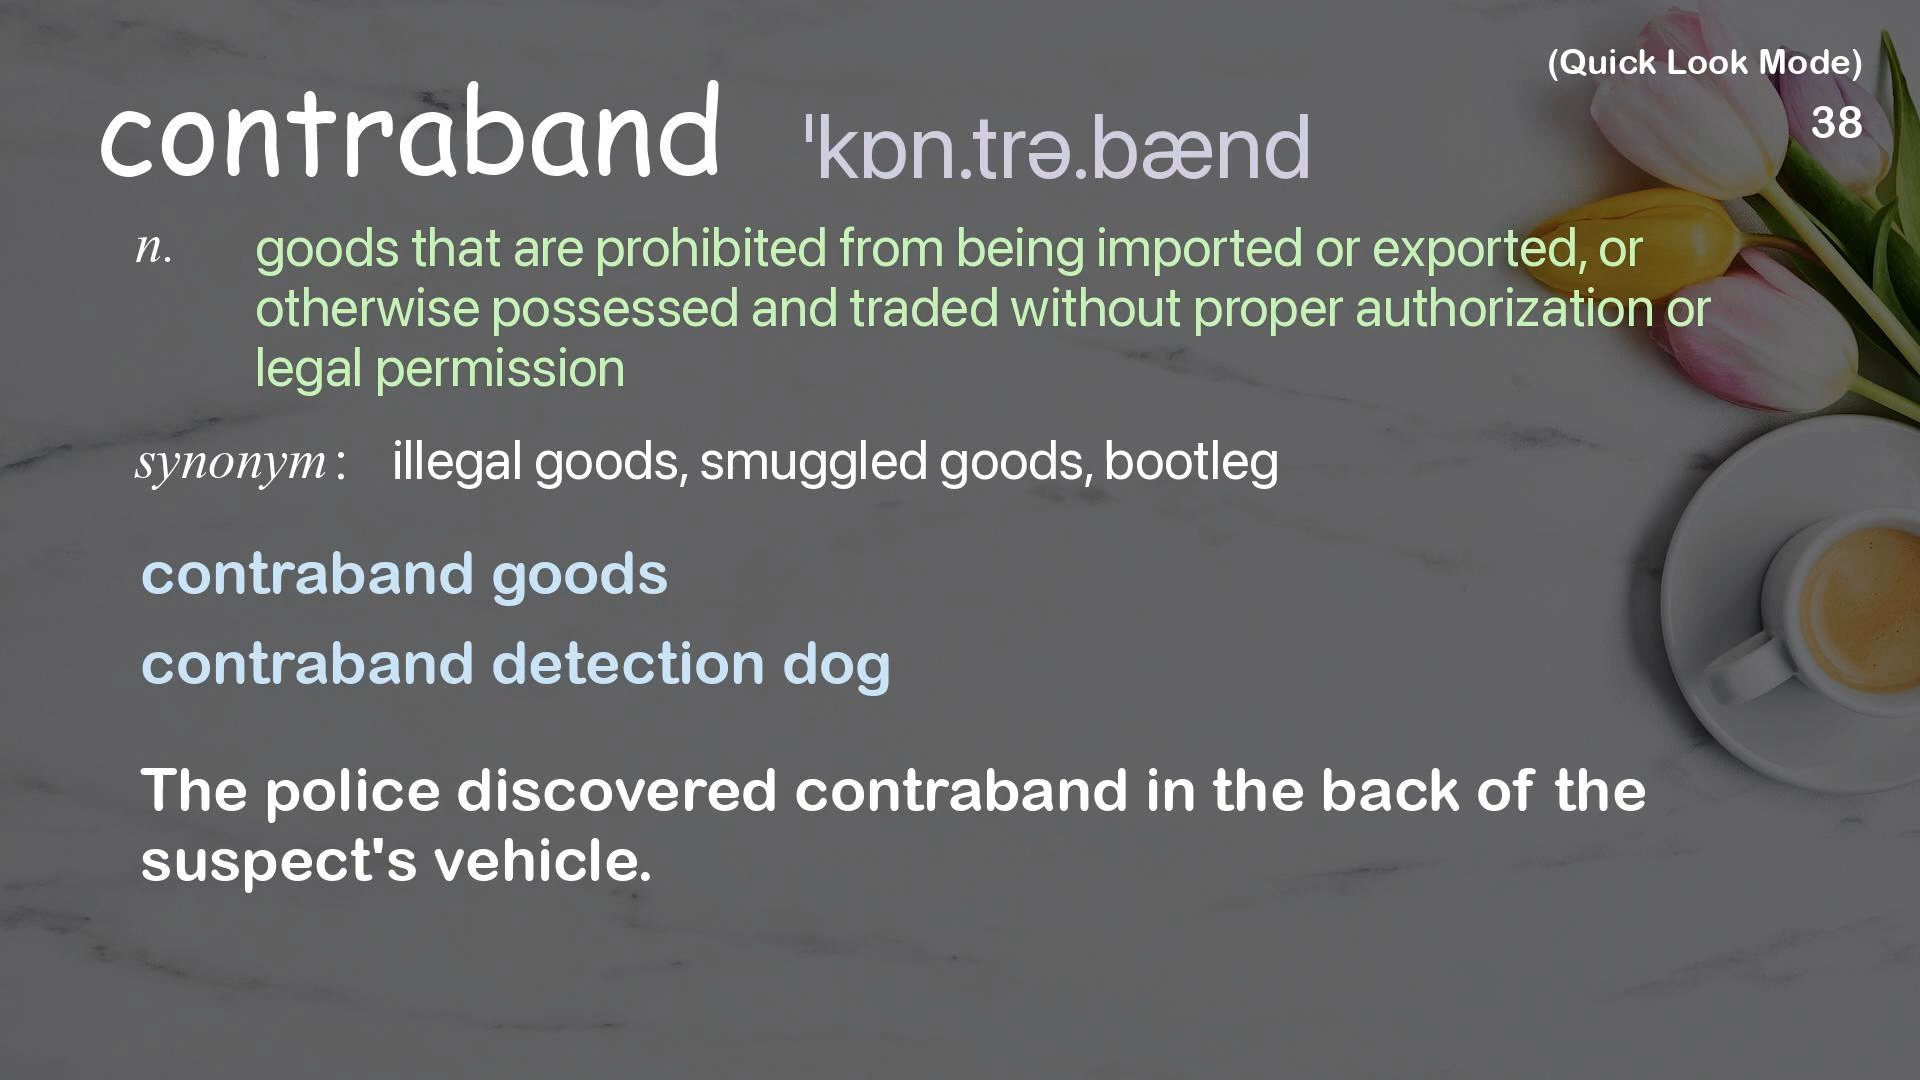 (Quick Look Mode)
38
contraband ˈkɒn.trə.bænd
n. goods that are prohibited from being imported or exported, or
otherwise possessed and traded without proper authorization or
legal permission
synonym: illegal goods, smuggled goods, bootleg
contraband goods
contraband detection dog
The police discovered contraband in the back of the
suspect's vehicle.